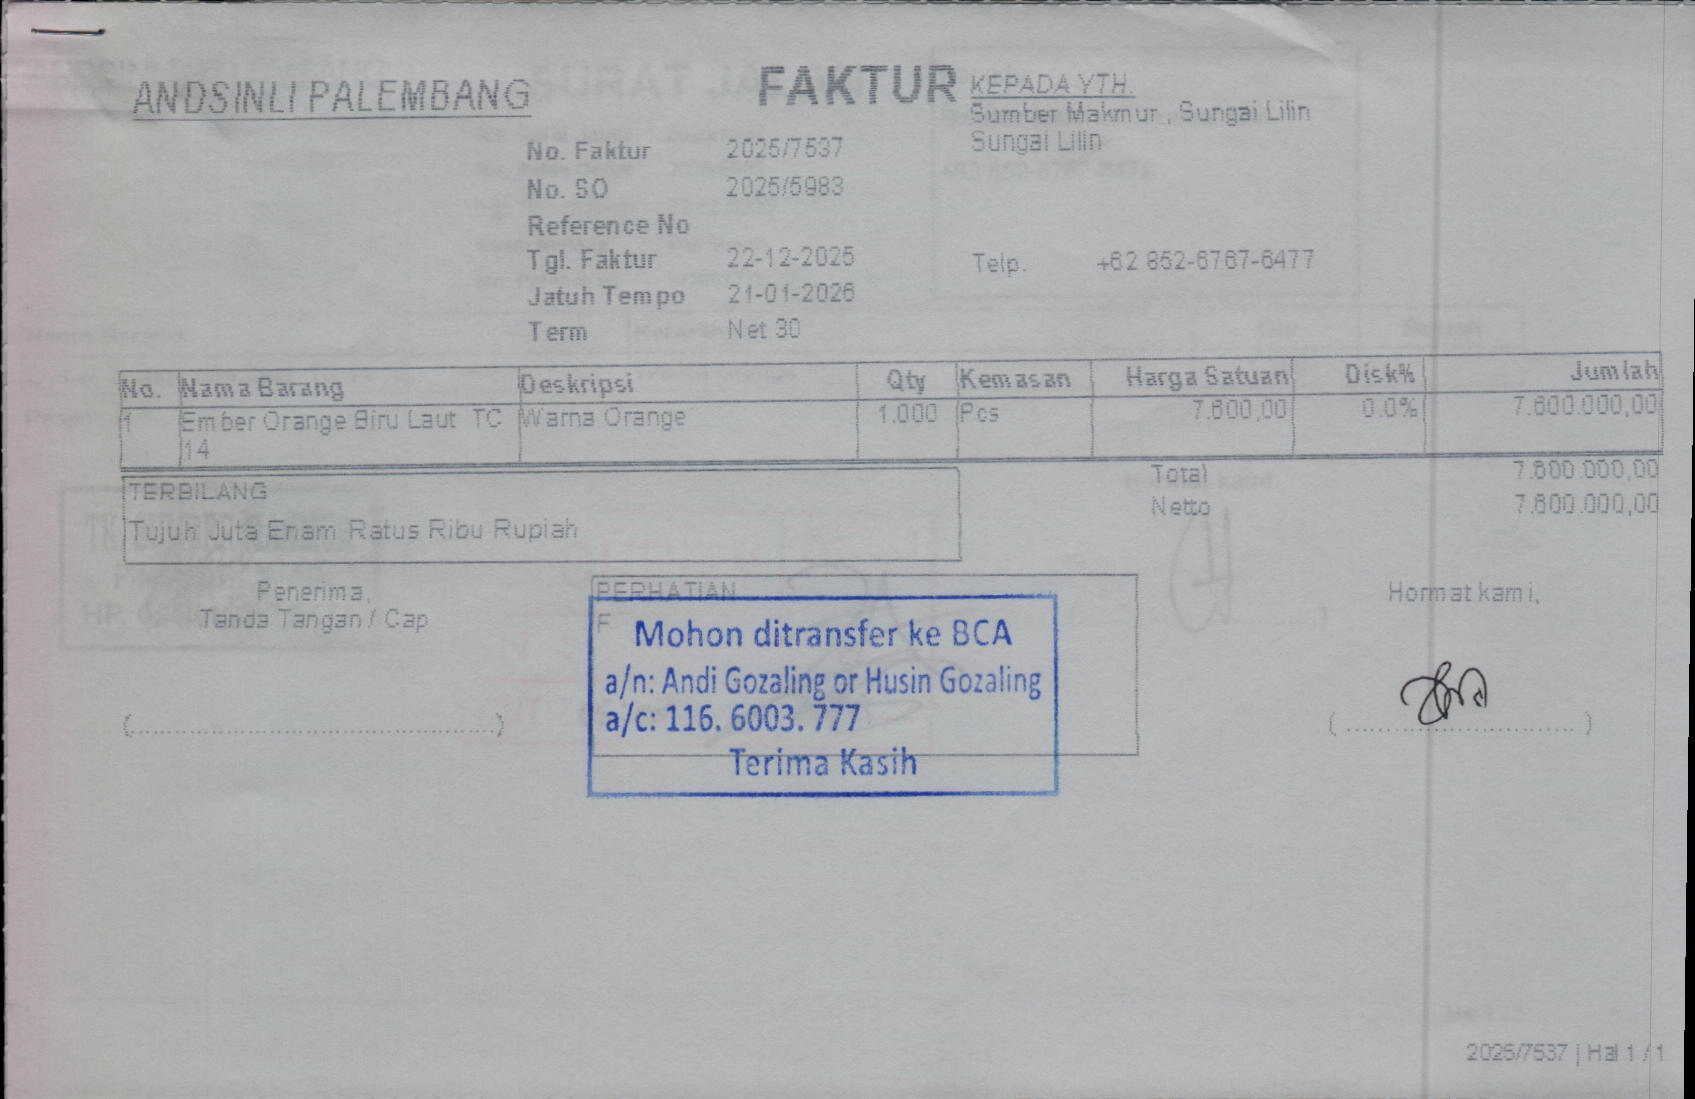 ANDSINLI PALEMBANG
FAKTUR
KEPADA YTH.
Sumber Makmur , Sungai Lilin
Sungai Lilin
No. Faktur 2025/7537
No. SO 2025/5983
Reference No
Tgl. Faktur 22-12-2025
Telp. +62 852-6767-6477
Jatuh Tempo 21-01-2026
Term Net 30
No. Nama Barang Deskripsi Qty Kemasan Harga Satuan Disk% Jumlah
1 Ember Orange Biru Laut TC Warna Orange 1.000 Pcs 7.600,00 0.0% 7.600.000,00
14
Total 7.600.000,00
Netto 7.600.000,00
TERBILANG
Tujuh Juta Enam Ratus Ribu Rupiah
Penerima,
Tanda Tangan / Cap
(..........................................)
PERHATIAN
F
Mohon ditransfer ke BCA
a/n: Andi Gozaling or Husin Gozaling
a/c: 116. 6003. 777
Terima Kasih
Hormat kami,
(..............................)
2025/7537 | Hal 1 / 1